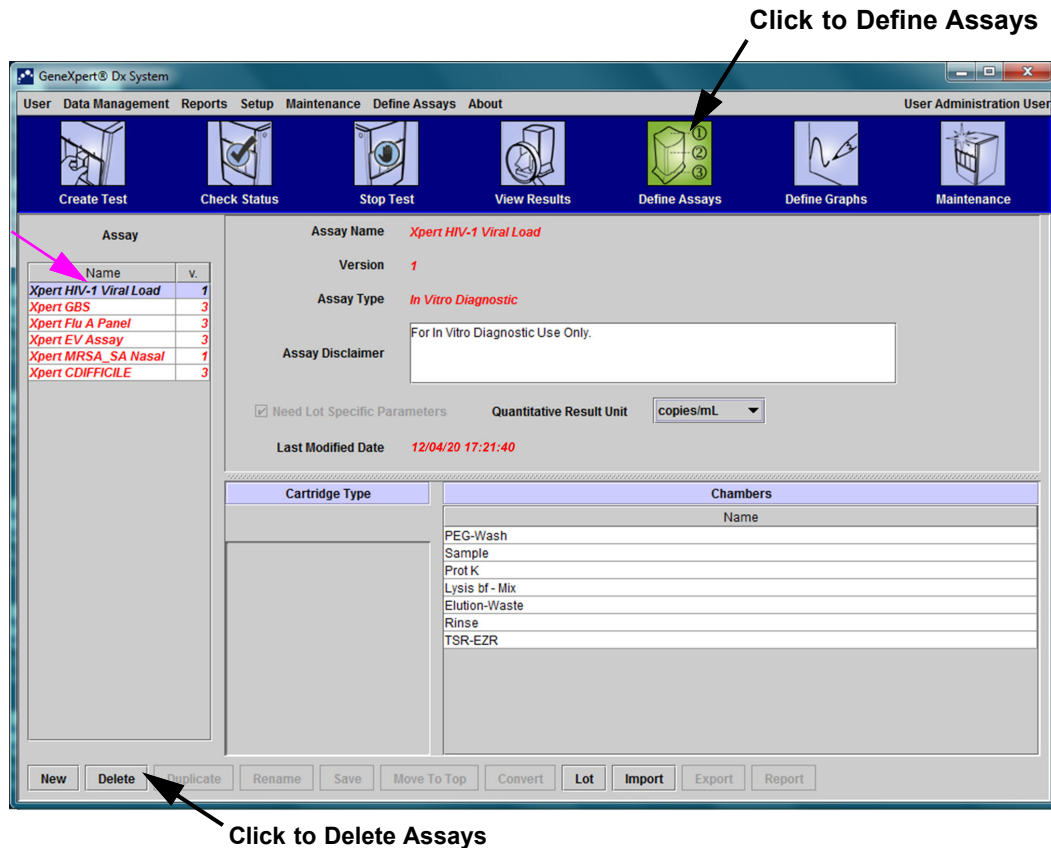 Click to Define Assays
GeneXpert® Dx System
User Data Management Reports Setup Maintenance Define Assays About User Administration User
1
2
3
Create Test Check Status Stop Test View Results Define Assays Define Graphs Maintenance
Assay
Name v.
Xpert HIV-1 Viral Load 1
Xpert GBS 3
Xpert Flu A Panel 3
Xpert EV Assay 3
Xpert MRSA_SA Nasal 1
Xpert CDIFFICILE 3
Assay Name Xpert HIV-1 Viral Load
Version 1
Assay Type In Vitro Diagnostic
Assay Disclaimer For In Vitro Diagnostic Use Only.
Need Lot Specific Parameters Quantitative Result Unit copies/mL
Last Modified Date 12/04/20 17:21:40
Cartridge Type Chambers
Name
PEG-Wash
Sample
Prot K
Lysis bf - Mix
Elution-Waste
Rinse
TSR-EZR
New Delete Duplicate Rename Save Move To Top Convert Lot Import Export Report
Click to Delete Assays